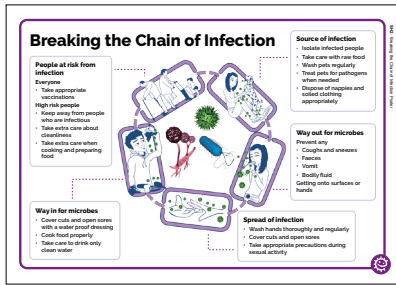 Breaking the Chain of Infection
People at risk from
infection
Everyone
• Take appropriate
vaccinations
High risk people
• Keep away from people
who are infectious
• Take extra care about
cleanliness
• Take extra care when
cooking and preparing
food
Source of infection
• Isolate infected people
• Take care with raw food
• Wash pets regularly
• Treat pets for pathogens
when needed
• Dispose of nappies and
soiled clothing
appropriately
Way out for microbes
Prevent any
• Coughs and sneezes
• Faeces
• Vomit
• Bodily fluid
Getting onto surfaces or
hands
Way in for microbes
• Cover cuts and open sores
with a water proof dressing
• Cook food properly
• Take care to drink only
clean water
Spread of infection
• Wash hands thoroughly and regularly
• Cover cuts and open sores
• Take appropriate precautions during
sexual activity
Breaking the Chain of Infection